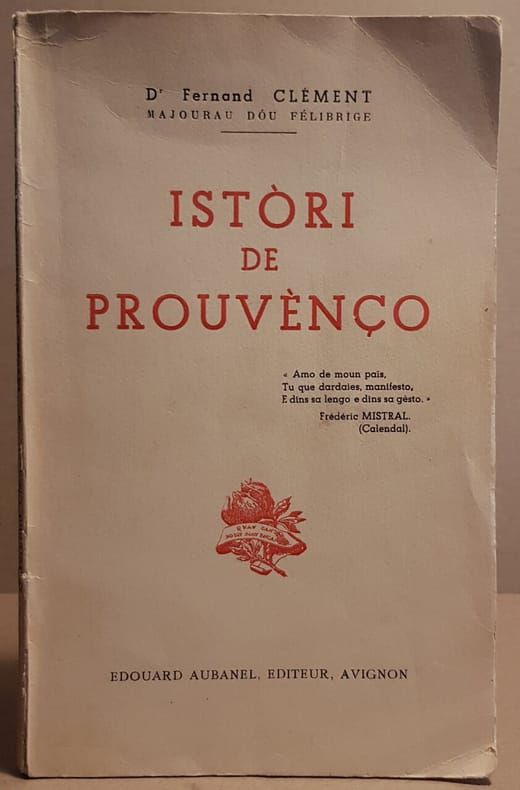 Dr Fernand CLÉMENT
MAJOURAU DÓU FÉLIBRIGE
ISTÒRI
DE
PROUVÈNÇO
« Amo de moun païs,
Tu que dardaies, manifèsto,
E dins sa lengo e dins sa gèsto. »
Frédéric MISTRAL.
(Calendal).
EDOUARD AUBANEL, EDITEUR, AVIGNON